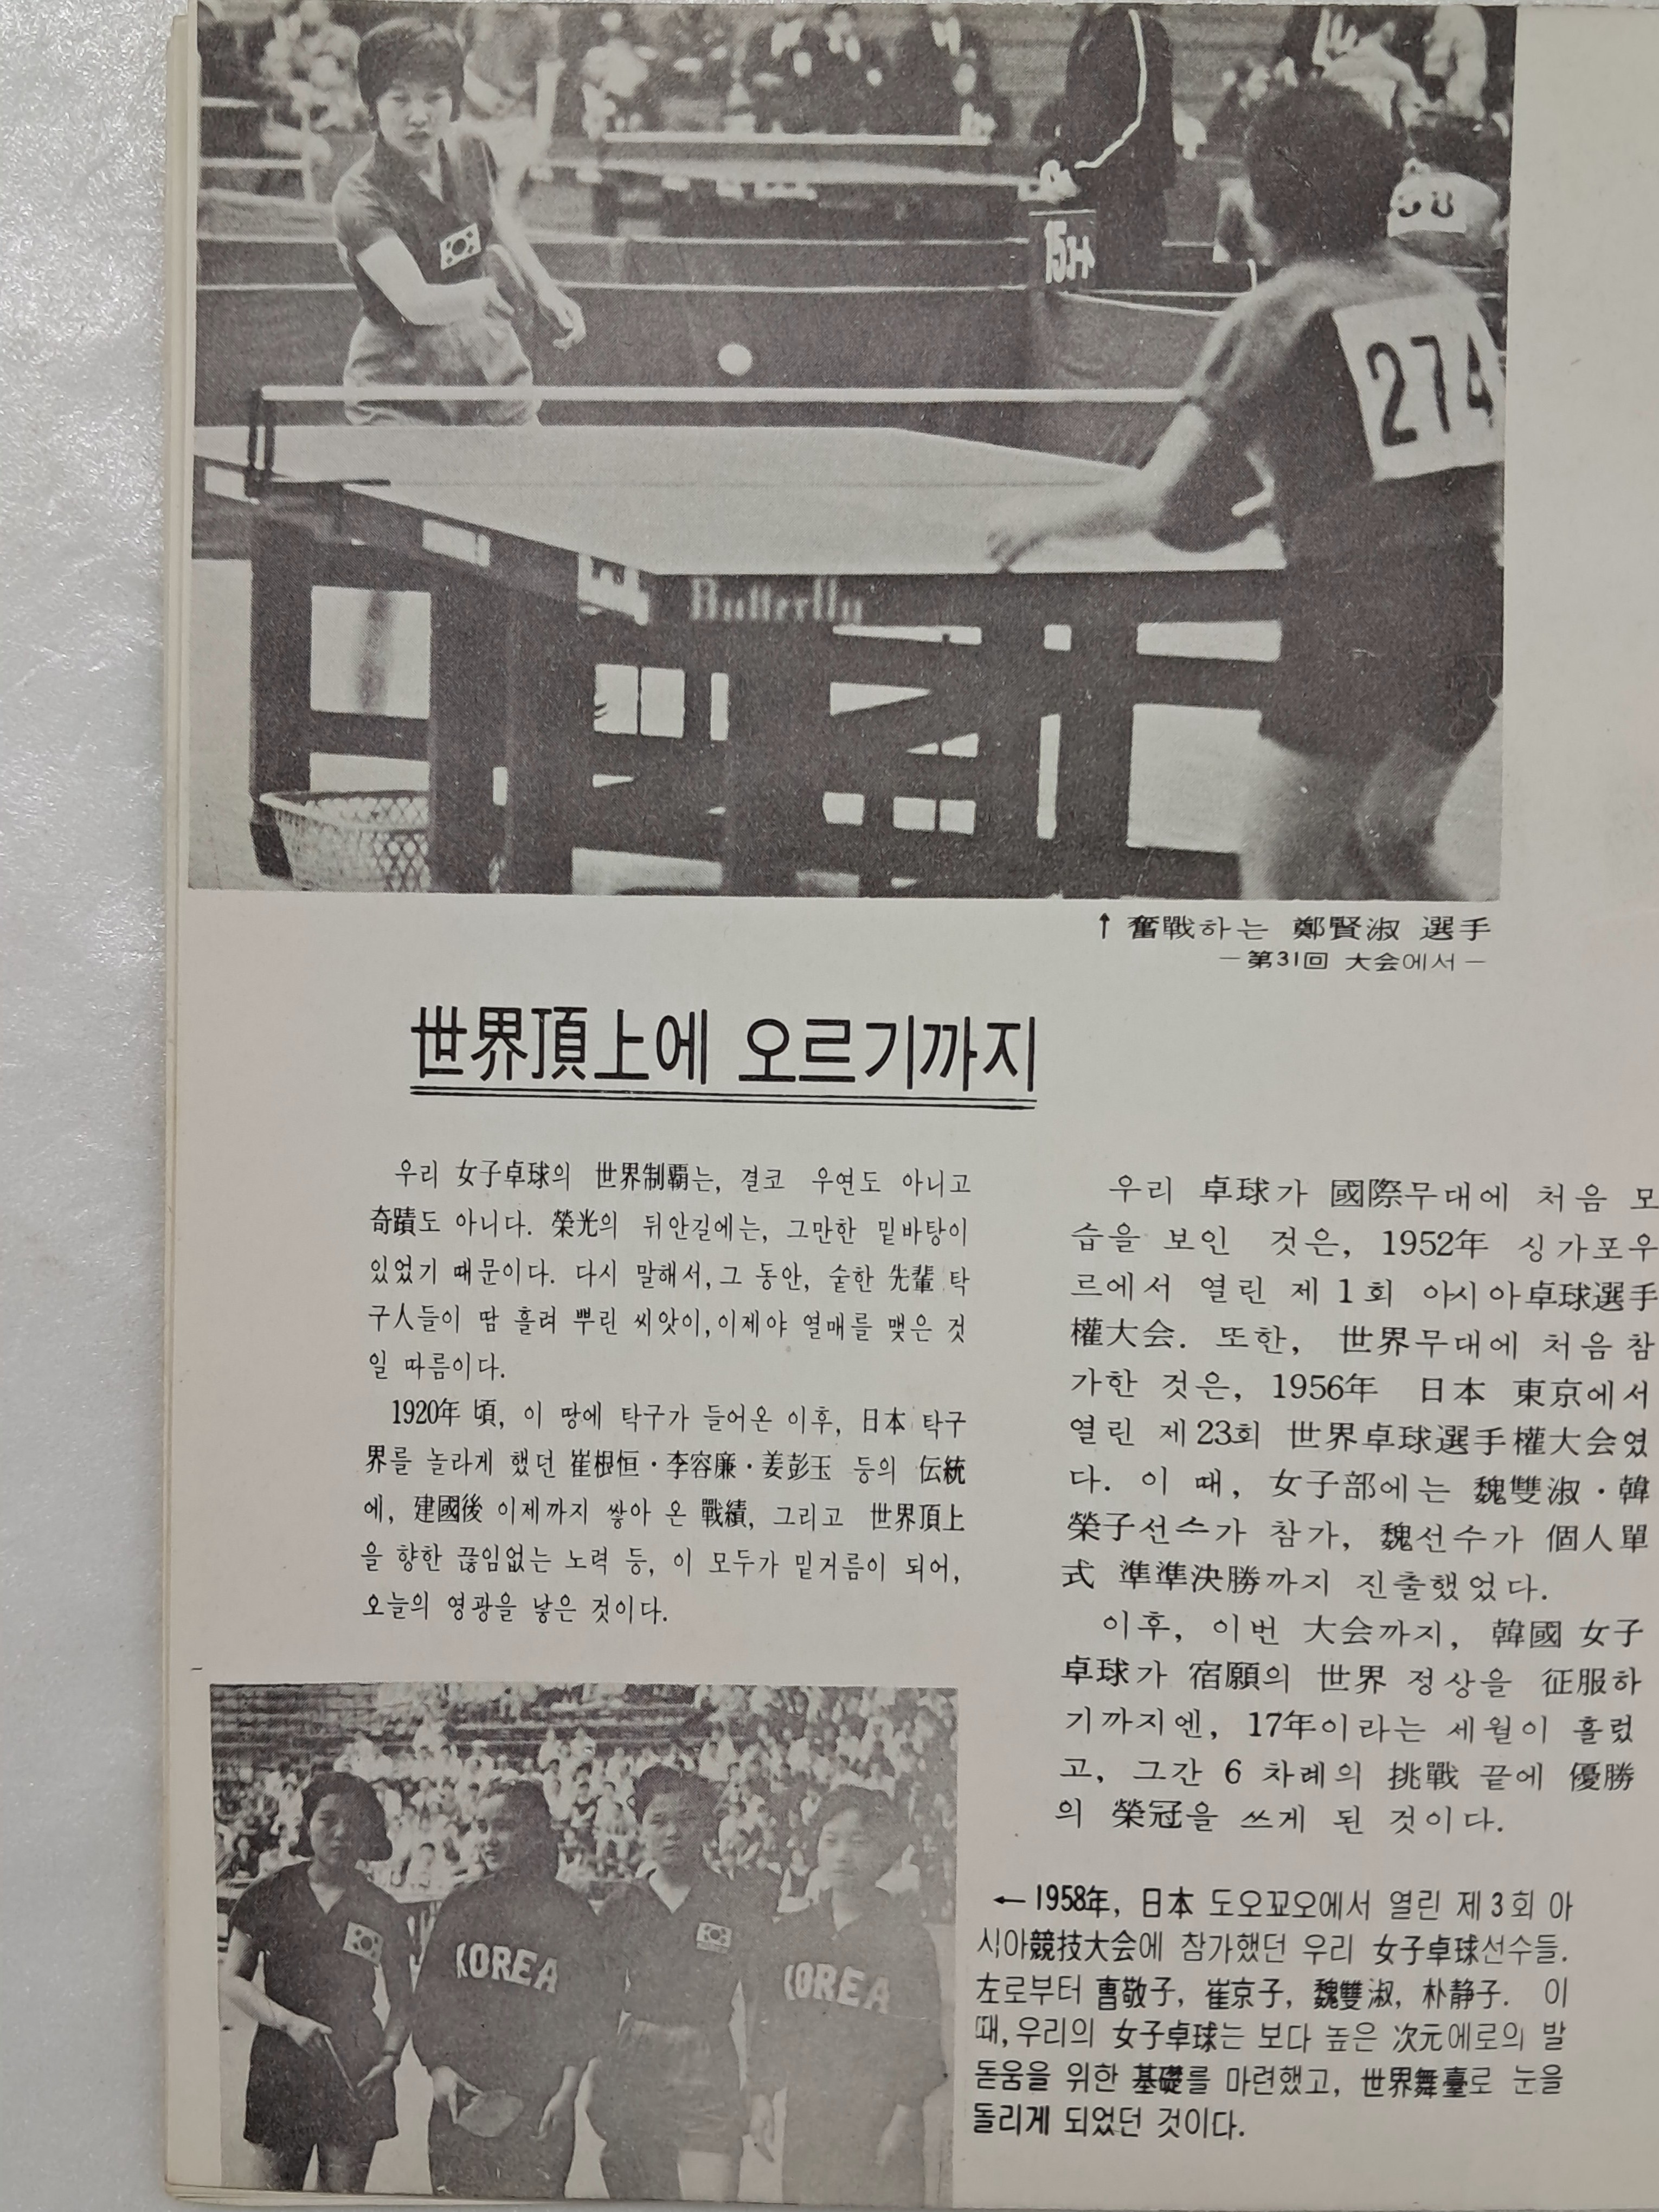 15조
274
Butterfly
↑ 奮戰하는 鄭賢淑 選手
—第31回 大会에서—
世界頂上에 오르기까지
우리 女子卓球의 世界制覇는, 결코 우연도 아니고
奇蹟도 아니다. 榮光의 뒤안길에는, 그만한 밑바탕이
있었기 때문이다. 다시 말해서, 그 동안, 숱한 先輩 탁
구人들이 땀 흘려 뿌린 씨앗이, 이제야 열매를 맺은 것
일 따름이다.
1920年 頃, 이 땅에 탁구가 들어온 이후, 日本 탁구
界를 놀라게 했던 崔根恒·李容廉·姜彭玉 등의 伝統
에, 建國後 이제까지 쌓아 온 戰績, 그리고 世界頂上
을 향한 끊임없는 노력 등, 이 모두가 밑거름이 되어,
오늘의 영광을 낳은 것이다.
우리 卓球가 國際무대에 처음 모
습을 보인 것은, 1952年 싱가포우
르에서 열린 제1회 아시아卓球選手
權大会. 또한, 世界무대에 처음 참
가한 것은, 1956年 日本 東京에서
열린 제23회 世界卓球選手權大会였
다. 이 때, 女子部에는 魏雙淑·韓
榮子선수가 참가, 魏선수가 個人單
式 準準決勝까지 진출했었다.
이후, 이번 大会까지, 韓國 女子
卓球가 宿願의 世界 정상을 征服하
기까지엔, 17年이라는 세월이 흘렀
고, 그간 6차례의 挑戰 끝에 優勝
의 榮冠을 쓰게 된 것이다.
KOREA
KOREA
←1958年, 日本 도오꾜오에서 열린 제3회 아
시아競技大会에 참가했던 우리 女子卓球선수들.
左로부터 曺敬子, 崔京子, 魏雙淑, 朴静子. 이
때, 우리의 女子卓球는 보다 높은 次元에로의 발
돋움을 위한 基礎를 마련했고, 世界舞臺로 눈을
돌리게 되었던 것이다.